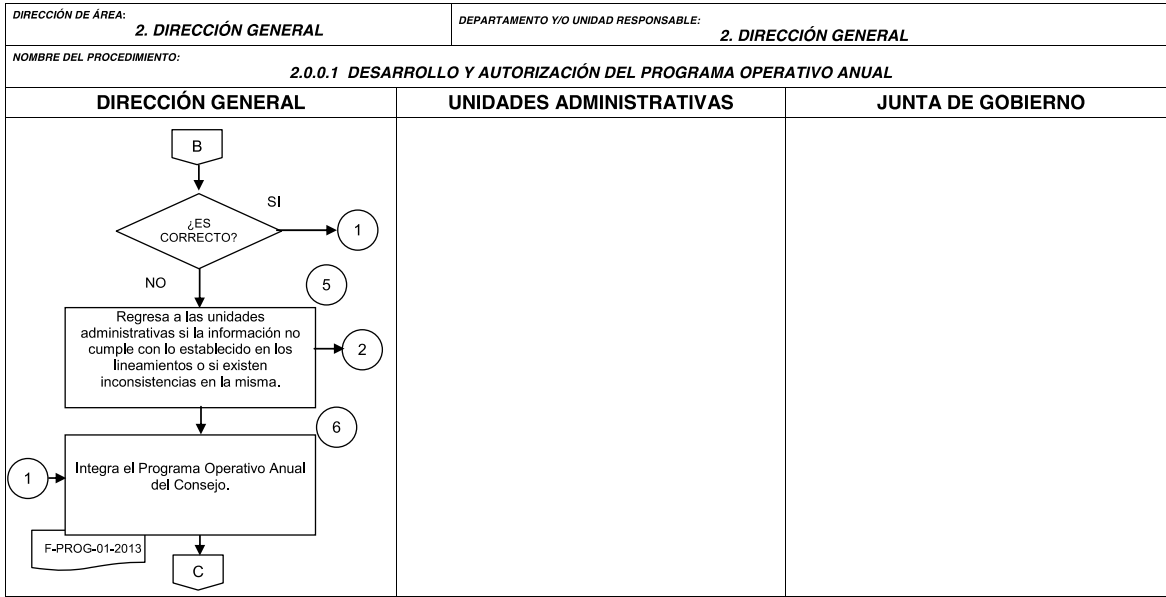 DIRECCIÓN DE ÁREA:
2. DIRECCIÓN GENERAL
DEPARTAMENTO Y/O UNIDAD RESPONSABLE:
2. DIRECCIÓN GENERAL
NOMBRE DEL PROCEDIMIENTO:
2.0.0.1 DESARROLLO Y AUTORIZACIÓN DEL PROGRAMA OPERATIVO ANUAL
DIRECCIÓN GENERAL
UNIDADES ADMINISTRATIVAS
JUNTA DE GOBIERNO
B
SI
¿ES
CORRECTO?
1
NO
5
Regresa a las unidades
administrativas si la información no
cumple con lo establecido en los
lineamientos o si existen
inconsistencias en la misma.
2
6
1
Integra el Programa Operativo Anual
del Consejo.
F-PROG-01-2013
C